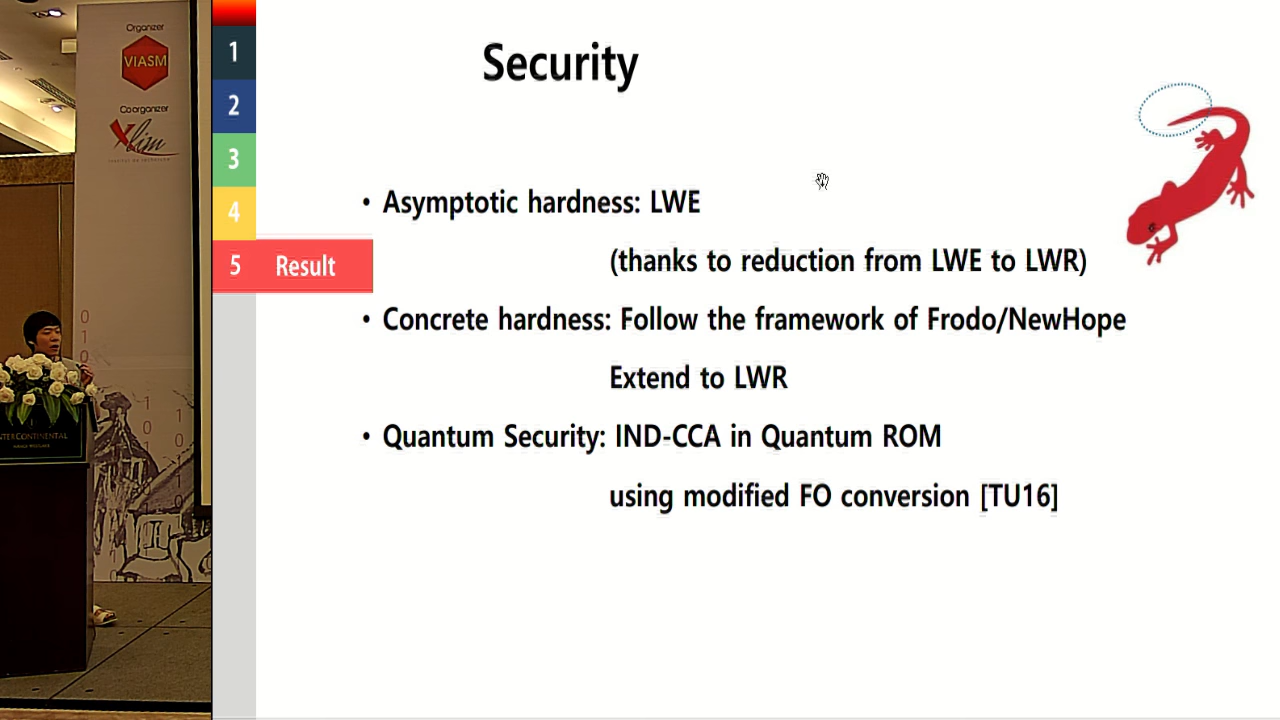 Organizer
VIASM
Coorganizer
Xlim
1
2
3
4
5 Result
Security
• Asymptotic hardness: LWE
(thanks to reduction from LWE to LWR)
• Concrete hardness: Follow the framework of Frodo/NewHope
Extend to LWR
• Quantum Security: IND-CCA in Quantum ROM
using modified FO conversion [TU16]
INTERCONTINENTAL